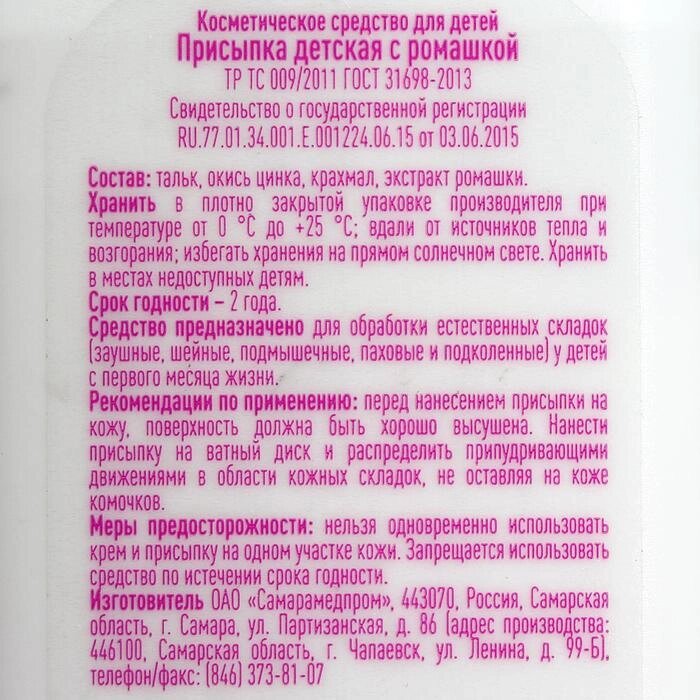 Косметическое средство для детей
Присыпка детская с ромашкой
ТР ТС 009/2011 ГОСТ 31698-2013
Свидетельство о государственной регистрации
RU.77.01.34.001.Е.001224.06.15 от 03.06.2015
Состав: тальк, окись цинка, крахмал, экстракт ромашки.
Хранить в плотно закрытой упаковке производителя при
температуре от 0 °С до +25 °С; вдали от источников тепла и
возгорания; избегать хранения на прямом солнечном свете. Хранить
в местах недоступных детям.
Срок годности – 2 года.
Средство предназначено для обработки естественных складок
(заушные, шейные, подмышечные, паховые и подколенные) у детей
с первого месяца жизни.
Рекомендации по применению: перед нанесением присыпки на
кожу, поверхность должна быть хорошо высушена. Нанести
присыпку на ватный диск и распределить припудривающими
движениями в области кожных складок, не оставляя на коже
комочков.
Меры предосторожности: нельзя одновременно использовать
крем и присыпку на одном участке кожи. Запрещается использовать
средство по истечении срока годности.
Изготовитель ОАО «Самарамедпром», 443070, Россия, Самарская
область, г. Самара, ул. Партизанская, д. 86 (адрес производства:
446100, Самарская область, г. Чапаевск, ул. Ленина, д. 99-Б),
телефон/факс: (846) 373-81-07